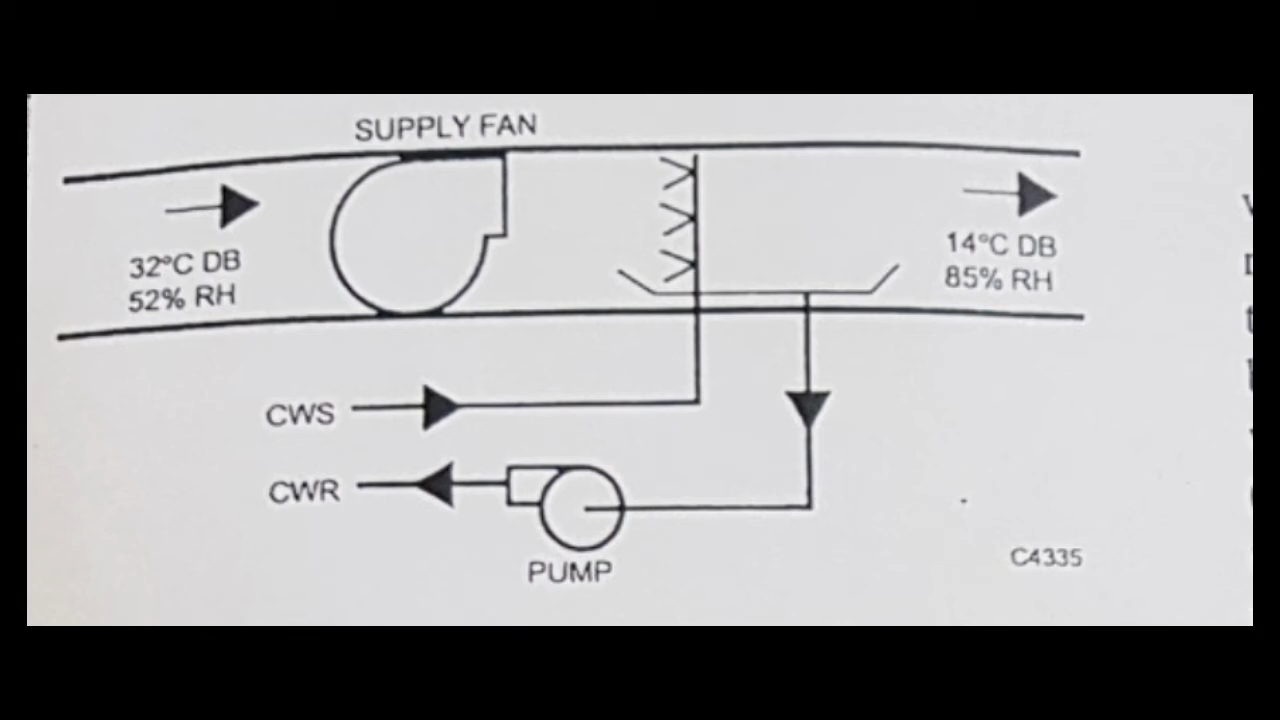 SUPPLY FAN
32°C DB
52% RH
14°C DB
85% RH
CWS
CWR
PUMP
C4335